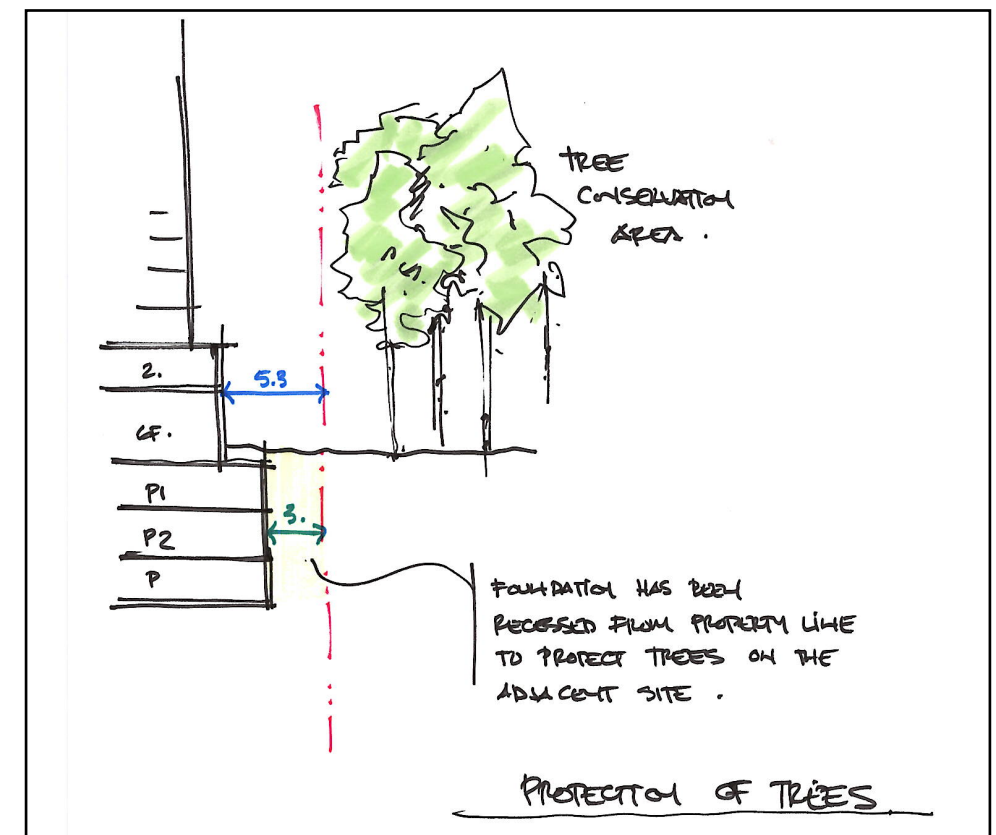 TREE
CONSERVATION
AREA.
2.
5.3
GF.
P1
3.
P2
P
FOUNDATION HAS BEEN
RECESSED FROM PROPERTY LINE
TO PROTECT TREES ON THE
ADJACENT SITE.
PROTECTION OF TREES